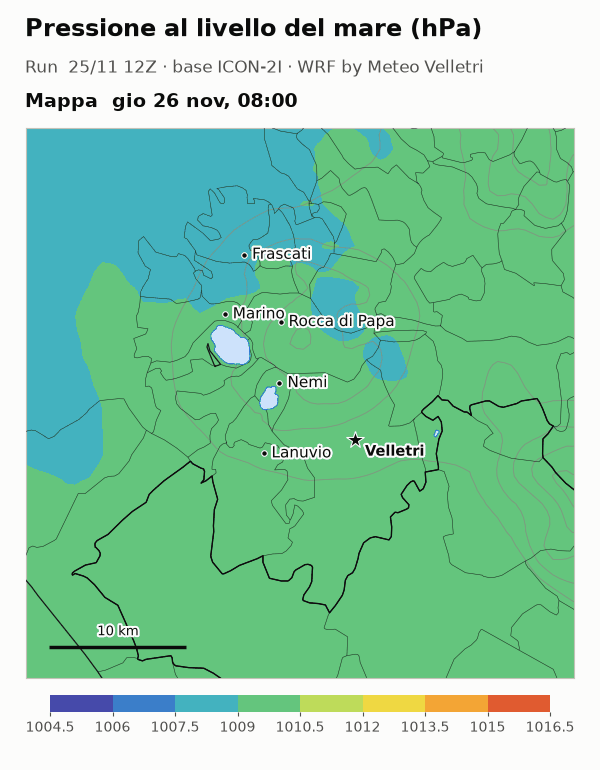 Pressione al livello del mare (hPa)
Run  25/11 12Z · base ICON-2I · WRF by Meteo Velletri
Mappa  gio 26 nov, 08:00
Frascati
Marino
Rocca di Papa
Nemi
Velletri
Lanuvio
10 km
1004.5 1006 1007.5 1009 1010.5 1012 1013.5 1015 1016.5